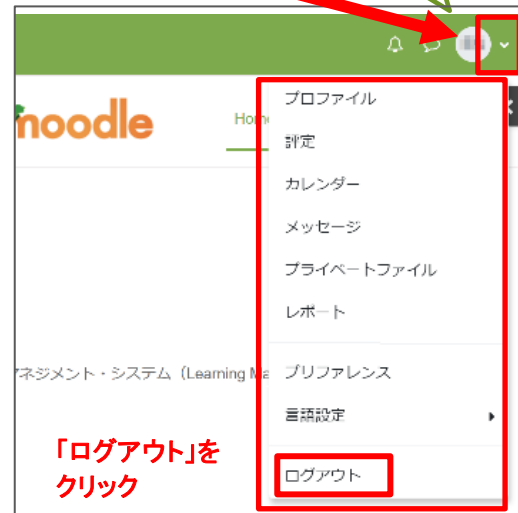 moodle
Home
プロファイル
評定
カレンダー
メッセージ
プライベートファイル
レポート
マネジメント・システム（Learning Ma
プリファレンス
言語設定
「ログアウト」を
クリック
ログアウト